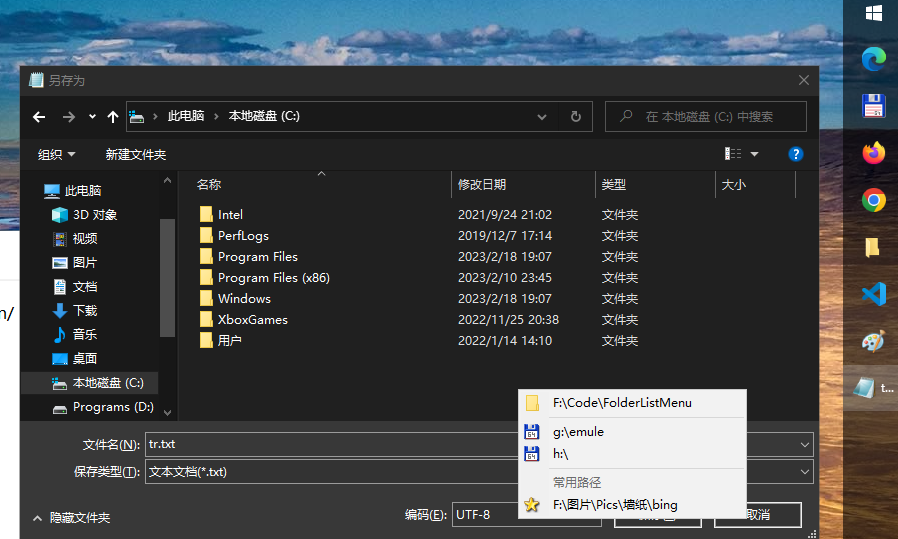 另存为
此电脑 › 本地磁盘 (C:)
在 本地磁盘 (C:) 中搜索
组织
新建文件夹
名称 修改日期 类型 大小
此电脑
3D 对象
视频
图片
文档
下载
音乐
桌面
本地磁盘 (C:)
Programs (D:)
Intel 2021/9/24 21:02 文件夹
PerfLogs 2019/12/7 17:14 文件夹
Program Files 2023/2/18 19:07 文件夹
Program Files (x86) 2023/2/10 23:45 文件夹
Windows 2023/2/18 19:07 文件夹
XboxGames 2022/11/25 20:38 文件夹
用户 2022/1/14 14:10 文件夹
n/
文件名(N): tr.txt
保存类型(T): 文本文档(*.txt)
隐藏文件夹
编码(E): UTF-8
取消
F:\Code\FolderListMenu
g:\emule
h:\
常用路径
F:\图片\Pics\墙纸\bing
64
64
64
t...